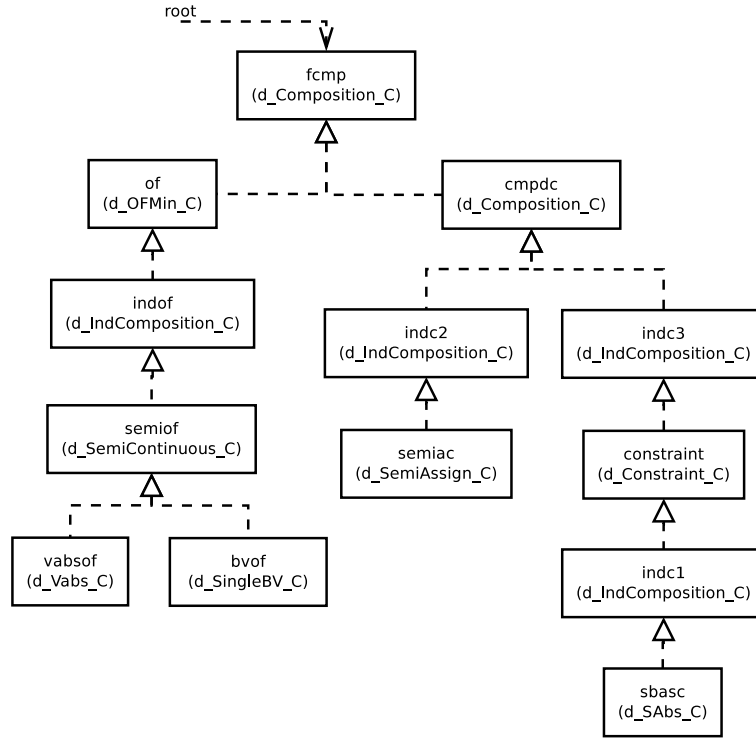 root
fcmp
(d_Composition_C)
of
(d_OFMin_C)
cmpdc
(d_Composition_C)
indof
(d_IndComposition_C)
indc2
(d_IndComposition_C)
indc3
(d_IndComposition_C)
semiof
(d_SemiContinuous_C)
semiac
(d_SemiAssign_C)
constraint
(d_Constraint_C)
vabsof
(d_Vabs_C)
bvof
(d_SingleBV_C)
indc1
(d_IndComposition_C)
sbasc
(d_SAbs_C)